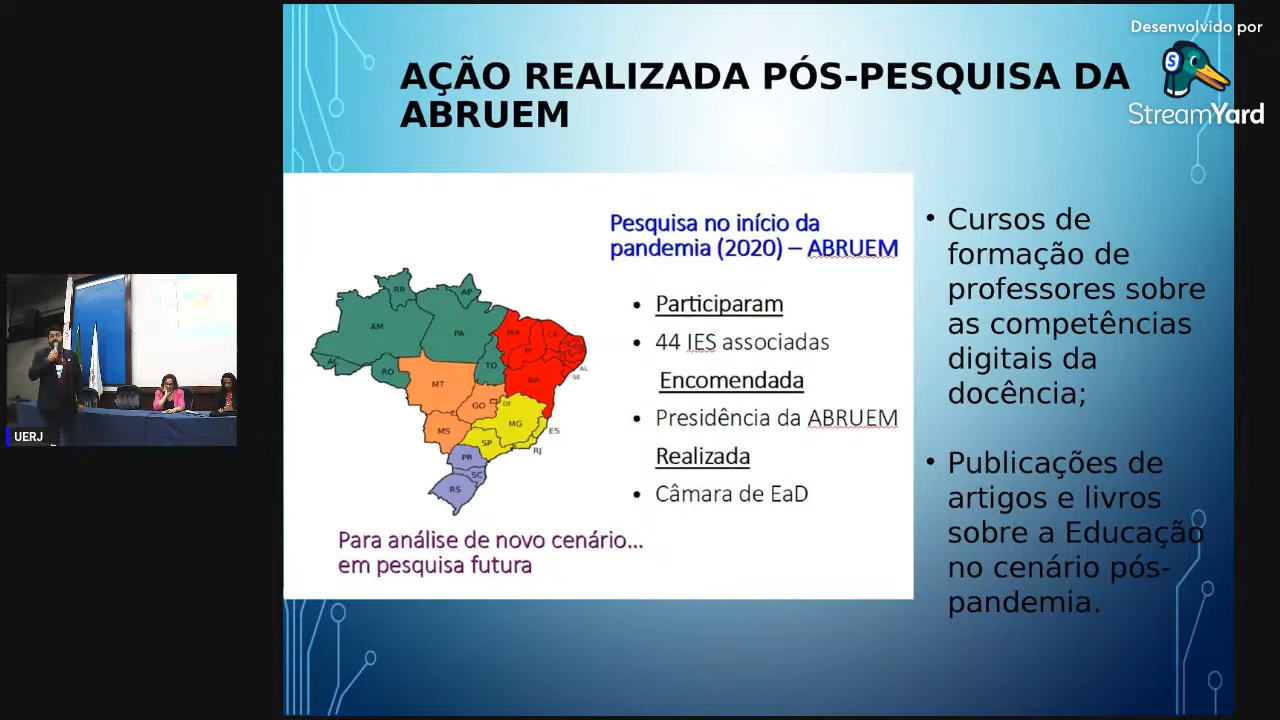 Desenvolvido por
StreamYard
AÇÃO REALIZADA PÓS-PESQUISA DA
ABRUEM
Pesquisa no início da
pandemia (2020) – ABRUEM
• Participaram
• 44 IES associadas
Encomendada
• Presidência da ABRUEM
Realizada
• Câmara de EaD
RR
AP
AM
PA
MA
CE
AC
RO
TO
PI
AL
SE
BA
MT
GO
DF
MG
ES
MS
SP
RJ
PR
SC
RS
Para análise de novo cenário...
em pesquisa futura
• Cursos de
formação de
professores sobre
as competências
digitais da
docência;
• Publicações de
artigos e livros
sobre a Educação
no cenário pós-
pandemia.
UERJ